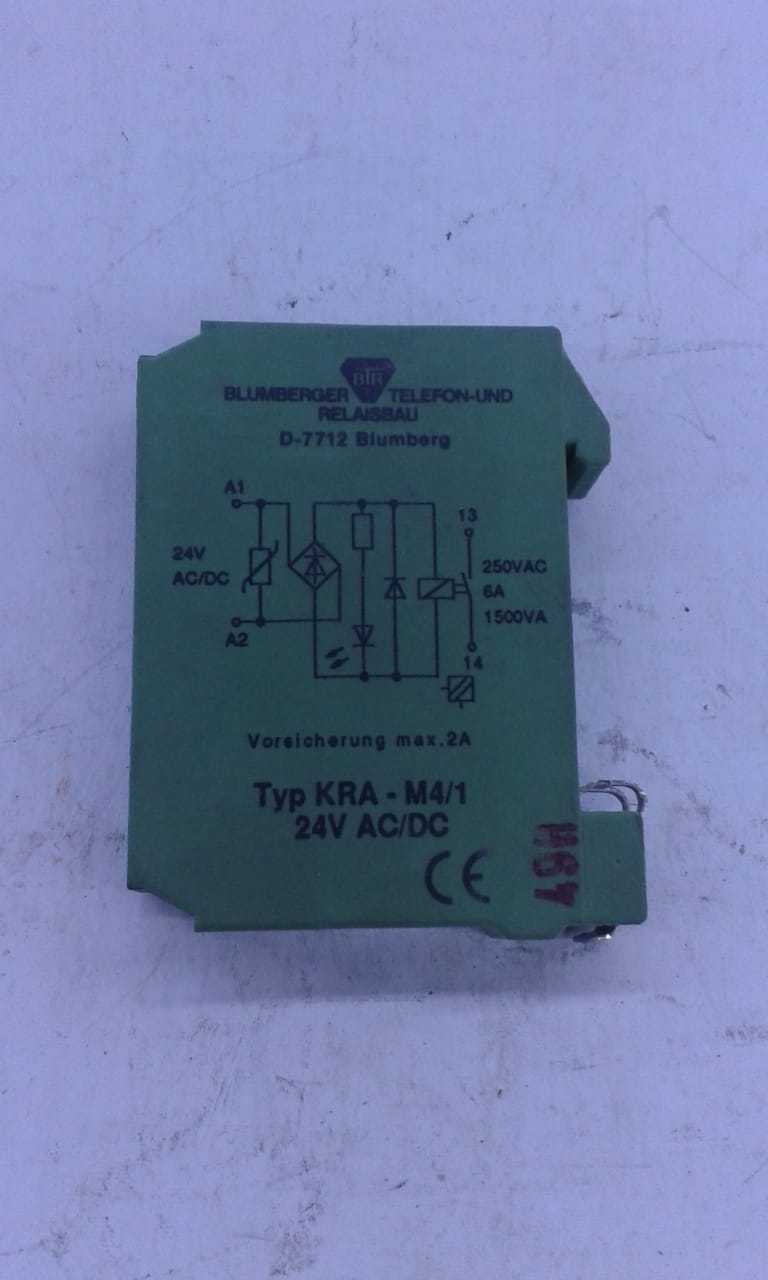 BTR
BLUMBERGER TELEFON-UND
RELAISBAU
D-7712 Blumberg
A1
13
24V
AC/DC
250VAC
6A
1500VA
A2
14
Vorsicherung max.2A
Typ KRA - M4/1
24V AC/DC
CE